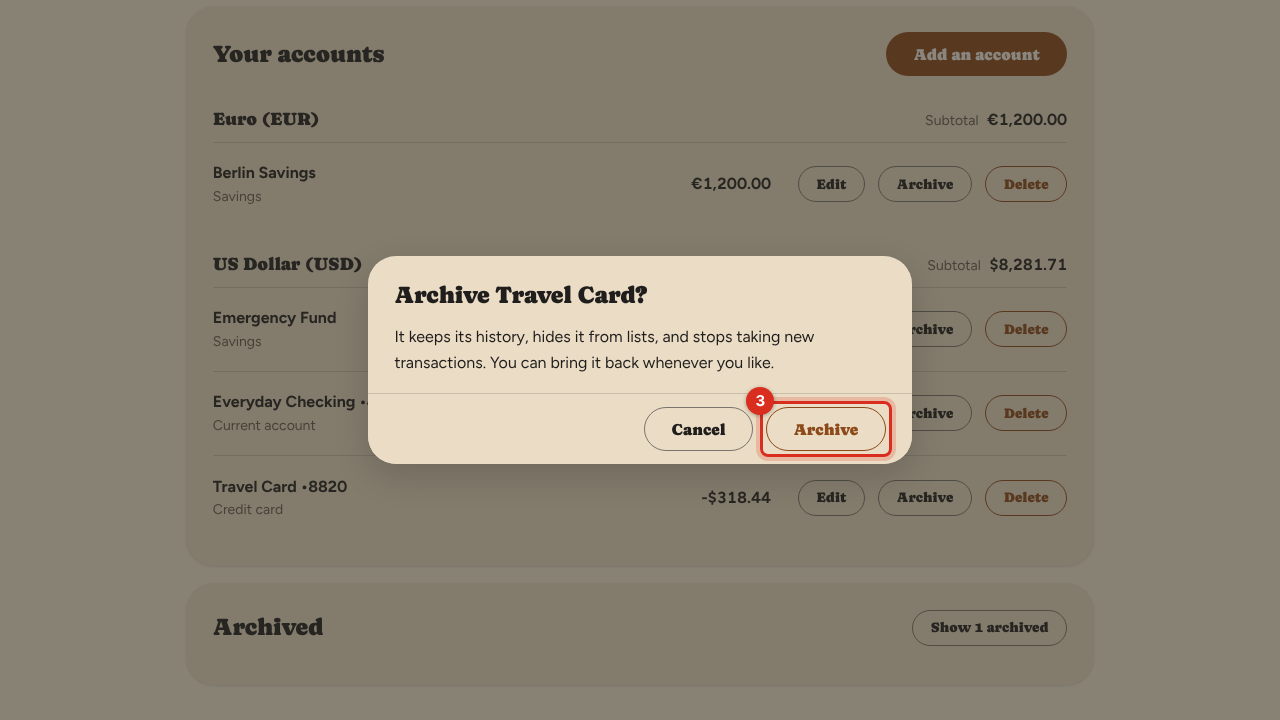 Your accounts
Add an account
Euro (EUR)
Subtotal €1,200.00
Berlin Savings
Savings
€1,200.00
Edit
Archive
Delete
US Dollar (USD)
Subtotal $8,281.71
Emergency Fund
Savings
Delete
Everyday Checking
Current account
Delete
Archive Travel Card?
It keeps its history, hides it from lists, and stops taking new
transactions. You can bring it back whenever you like.
3
Cancel
Archive
Travel Card •8820
Credit card
-$318.44
Edit
Archive
Delete
Archived
Show 1 archived